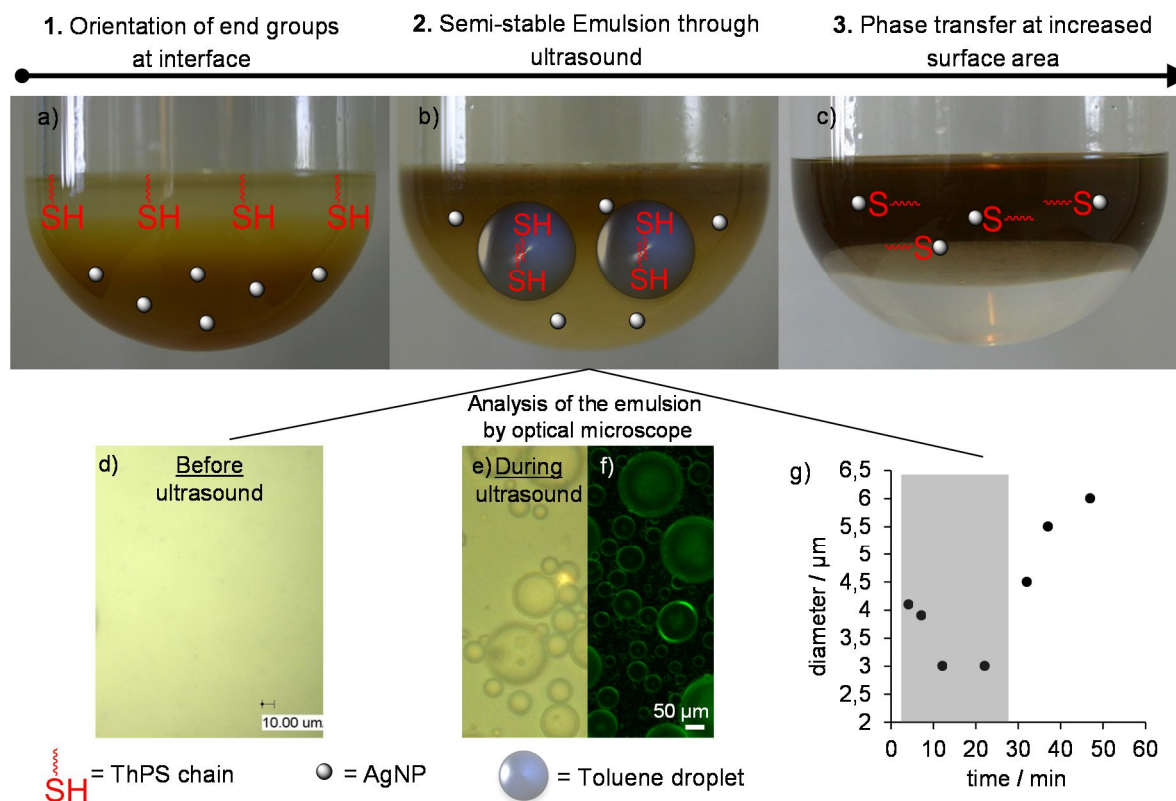 1. Orientation of end groups
at interface
2. Semi-stable Emulsion through
ultrasound
3. Phase transfer at increased
surface area
a)
SH
SH
SH
SH
b)
SH
SH
SH
SH
c)
S
S
S
S
Analysis of the emulsion
by optical microscope
d)
Before
ultrasound
10.00 um
e) During
ultrasound
f)
50 µm
g)
6,5
6
5,5
5
4,5
4
3,5
3
2,5
2
diameter / µm
0 10 20 30 40 50 60
time / min
SH
= ThPS chain
= AgNP
= Toluene droplet